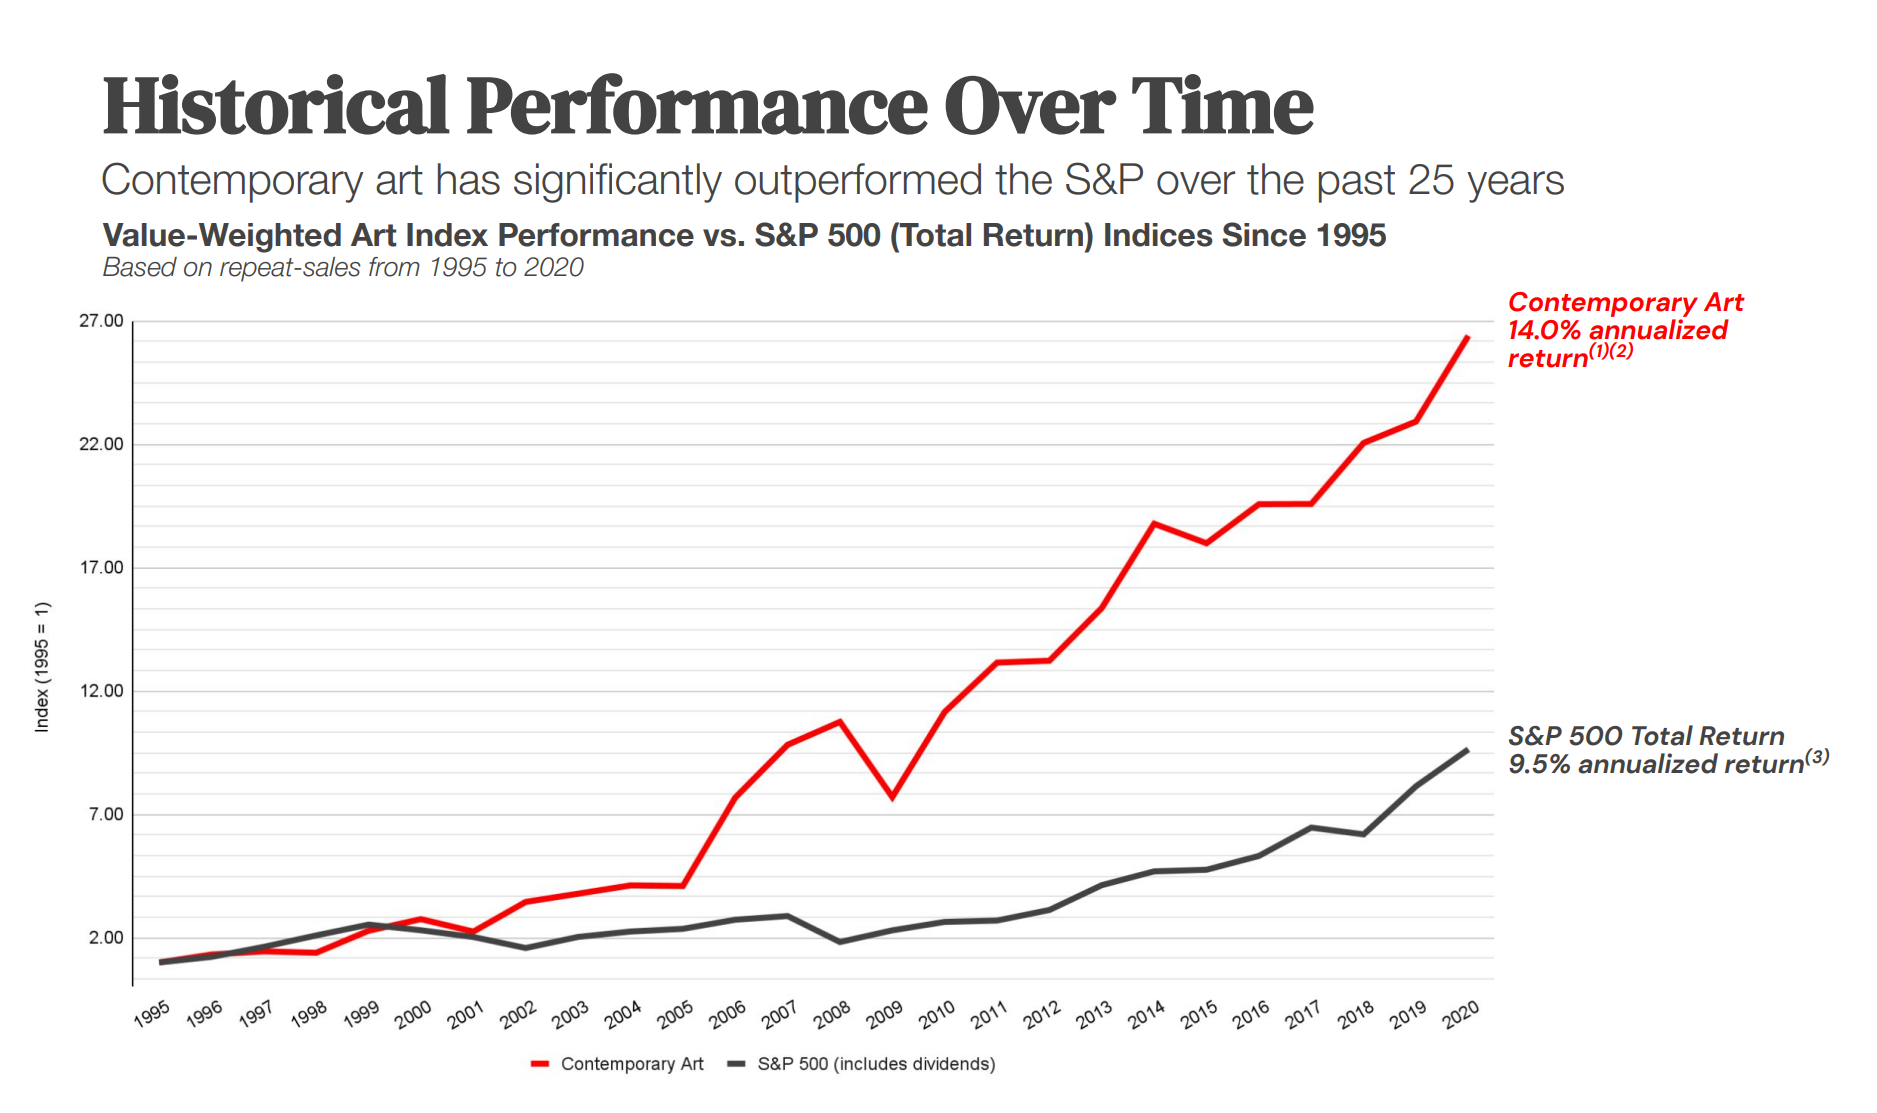 Historical Performance Over Time
Contemporary art has significantly outperformed the S&P over the past 25 years
Value-Weighted Art Index Performance vs. S&P 500 (Total Return) Indices Since 1995
Based on repeat-sales from 1995 to 2020
Contemporary Art
14.0% annualized
return(1)(2)
27.00
22.00
17.00
12.00
7.00
2.00
Index (1995 = 1)
S&P 500 Total Return
9.5% annualized return(3)
1995 1996 1997 1998 1999 2000 2001 2002 2003 2004 2005 2006 2007 2008 2009 2010 2011 2012 2013 2014 2015 2016 2017 2018 2019 2020
Contemporary Art S&P 500 (includes dividends)